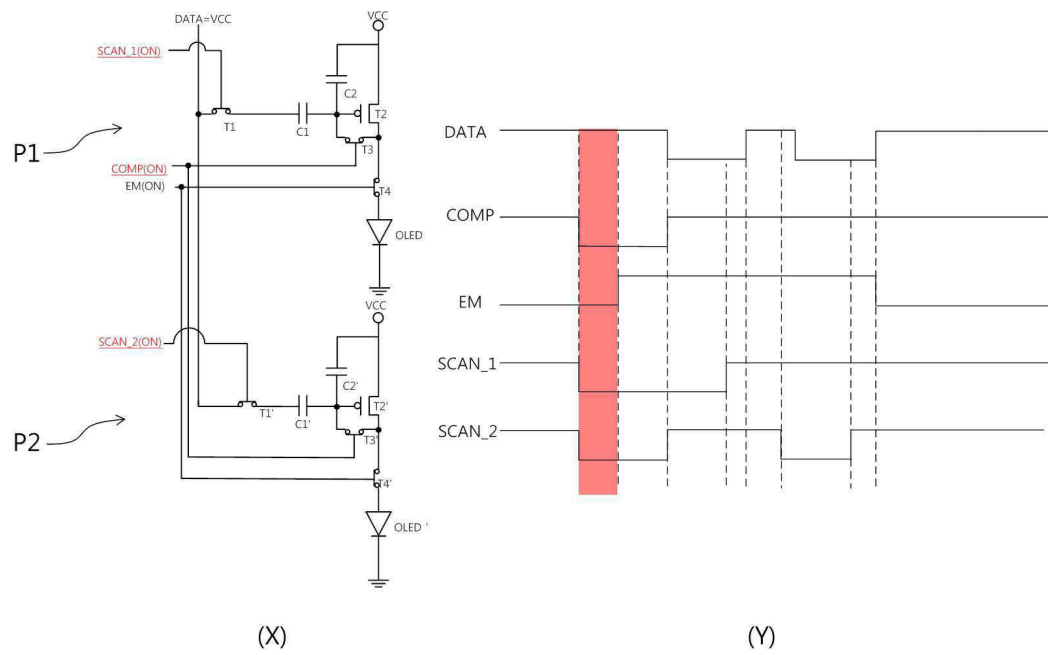 DATA=VCC
VCC
SCAN_1(ON)
C2
T2
T1
C1
T3
P1
COMP(ON)
EM(ON)
T4
OLED
VCC
SCAN_2(ON)
C2'
T2'
T1'
C1'
T3'
P2
T4'
OLED '
(X)
DATA
COMP
EM
SCAN_1
SCAN_2
(Y)